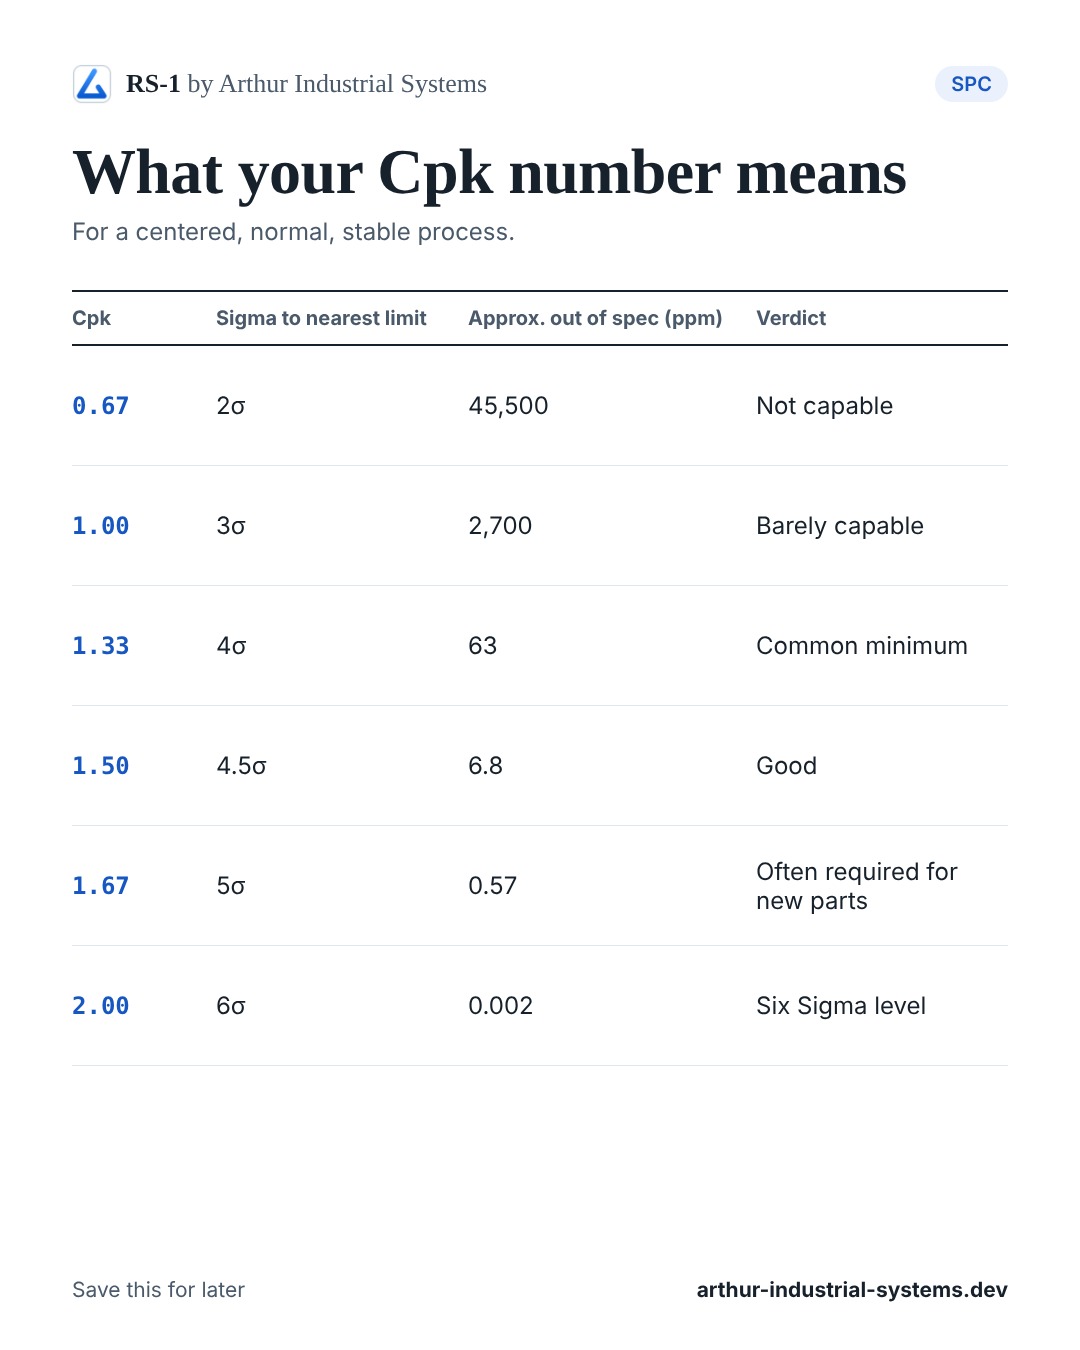 RS-1 by Arthur Industrial Systems
SPC
What your Cpk number means
For a centered, normal, stable process.
Cpk Sigma to nearest limit Approx. out of spec (ppm) Verdict
0.67 2σ 45,500 Not capable
1.00 3σ 2,700 Barely capable
1.33 4σ 63 Common minimum
1.50 4.5σ 6.8 Good
1.67 5σ 0.57 Often required for
new parts
2.00 6σ 0.002 Six Sigma level
Save this for later
arthur-industrial-systems.dev